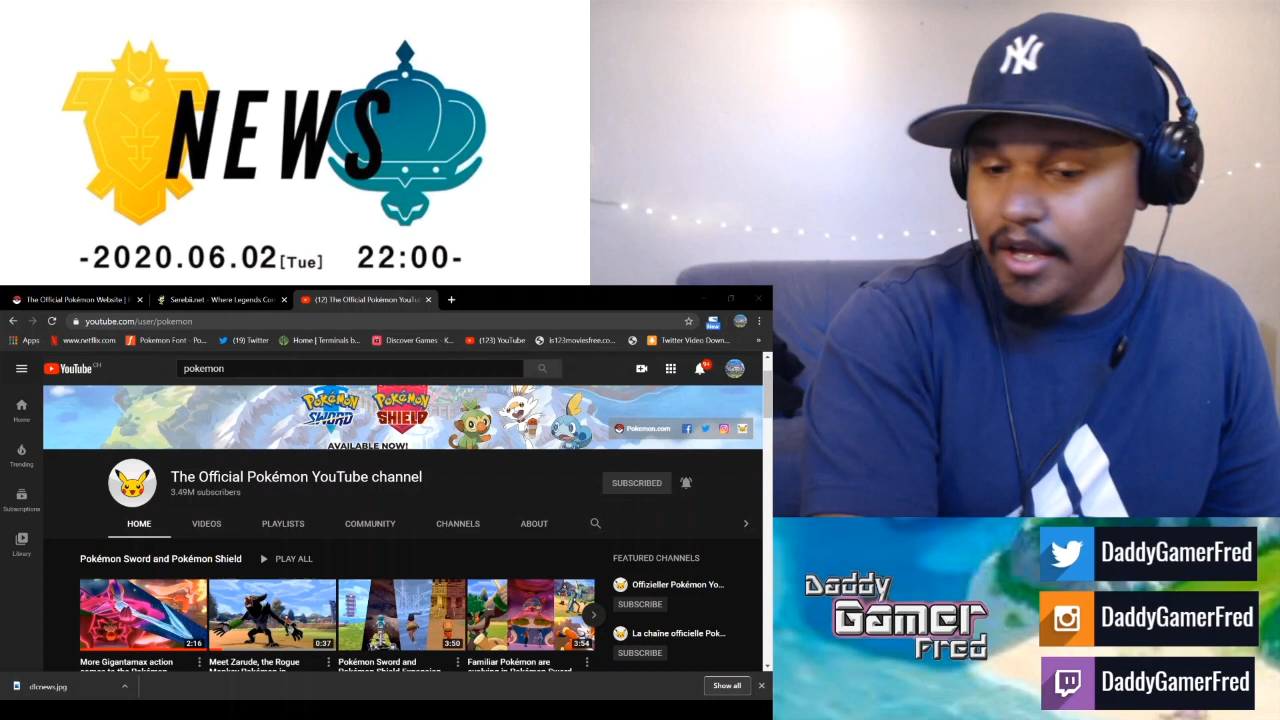 NEWS
-2020.06.02[Tue] 22:00-
NY
The Official Pokémon Website |
Serebii.net - Where Legends Con
(12) The Official Pokémon YouTu
youtube.com/user/pokemon
New
Apps
www.netflix.com
Pokemon Font - Po...
(19) Twitter
Home | Terminals b...
Discover Games - K...
(123) YouTube
is123moviesfree.co...
Twitter Video Down...
»
YouTube CH
pokemon
9+
Pokémon SWORD
Pokémon SHIELD
AVAILABLE NOW!
Pokemon.com
Home
Trending
Subscriptions
Library
The Official Pokémon YouTube channel
3.49M subscribers
SUBSCRIBED
HOME
VIDEOS
PLAYLISTS
COMMUNITY
CHANNELS
ABOUT
Pokémon Sword and Pokémon Shield
PLAY ALL
FEATURED CHANNELS
Offizieller Pokémon Yo...
SUBSCRIBE
La chaîne officielle Pok...
SUBSCRIBE
2:16
0:37
3:50
3:54
More Gigantamax action
Meet Zarude, the Rogue
Pokémon Sword and
Familiar Pokémon are
dlcnews.jpg
Show all
Daddy
Gamer
Fred
DaddyGamerFred
DaddyGamerFred
DaddyGamerFred